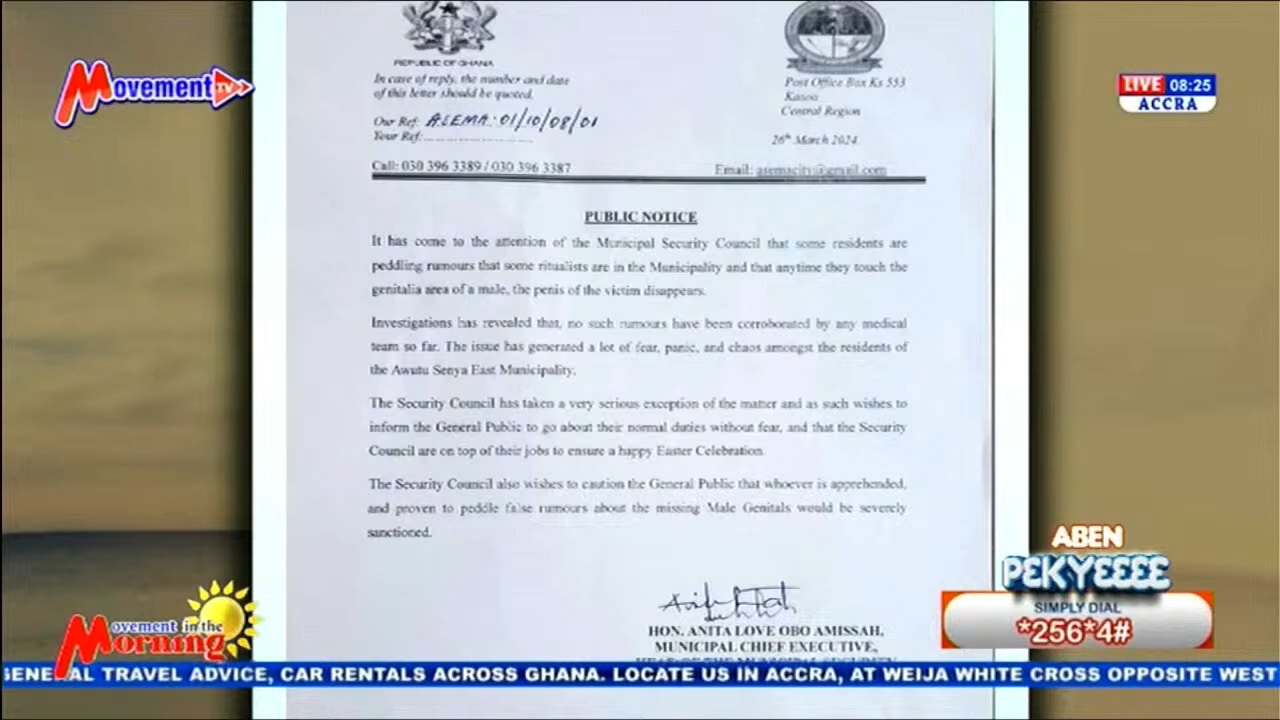 Movement TV
LIVE 08:25
ACCRA
REPUBLIC OF GHANA
In case of reply, the number and date
of this letter should be quoted.
Our Ref: ASEMA: 01/10/08/01
Your Ref:
Call: 030 396 3389 / 030 396 3387
Post Office Box Ks 553
Kasoa
Central Region
26th March 2024
Email: asemacity@gmail.com
PUBLIC NOTICE
It has come to the attention of the Municipal Security Council that some residents are
peddling rumours that some ritualists are in the Municipality and that anytime they touch the
genitalia area of a male, the penis of the victim disappears.
Investigations has revealed that, no such rumours have been corroborated by any medical
team so far. The issue has generated a lot of fear, panic, and chaos amongst the residents of
the Awutu Senya East Municipality.
The Security Council has taken a very serious exception of the matter and as such wishes to
inform the General Public to go about their normal duties without fear, and that the Security
Council are on top of their jobs to ensure a happy Easter Celebration.
The Security Council also wishes to caution the General Public that whoever is apprehended,
and proven to peddle false rumours about the missing Male Genitals would be severely
sanctioned.
HON. ANITA LOVE OBO AMISSAH,
MUNICIPAL CHIEF EXECUTIVE,
HEAD OF THE MUNICIPAL SECURITY
ABEN
PƐKYƐƐƐƐ
SIMPLY DIAL
*256*4#
Movement in the
Morning
GENERAL TRAVEL ADVICE, CAR RENTALS ACROSS GHANA. LOCATE US IN ACCRA, AT WEIJA WHITE CROSS OPPOSITE WEST